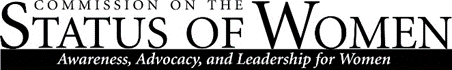 COMMISSION ON THE
STATUS OF WOMEN
Awareness, Advocacy, and Leadership for Women